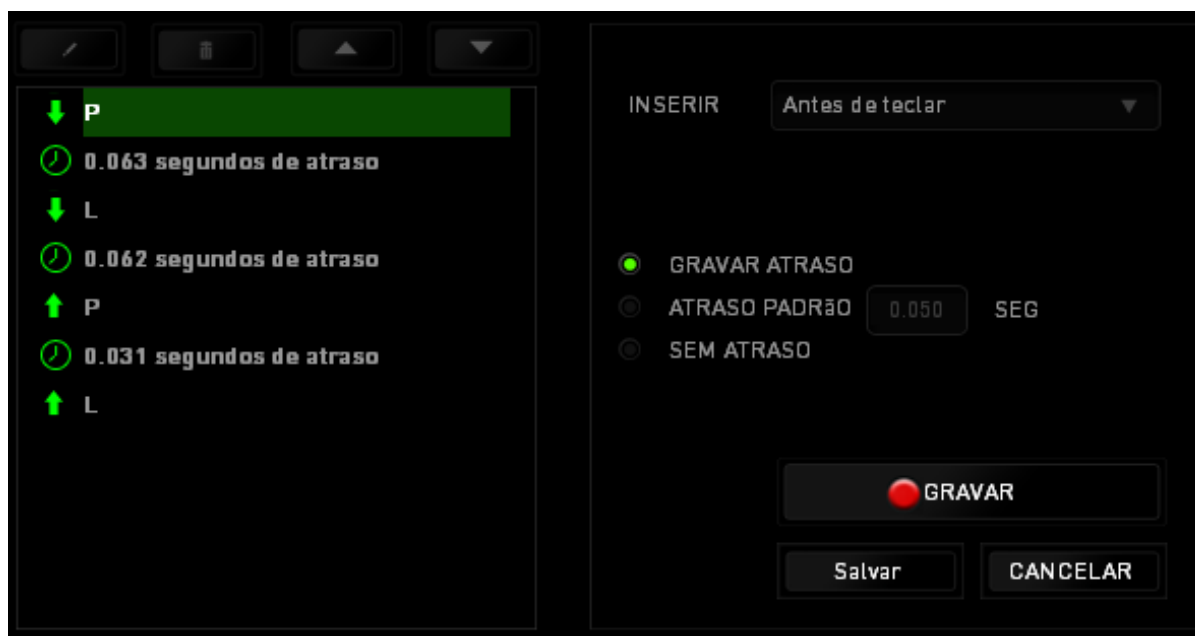 P
0.063 segundos de atraso
L
0.062 segundos de atraso
P
0.031 segundos de atraso
L
INSERIR Antes de teclar
GRAVAR ATRASO
ATRASO PADRãO 0.050 SEG
SEM ATRASO
GRAVAR
Salvar CANCELAR